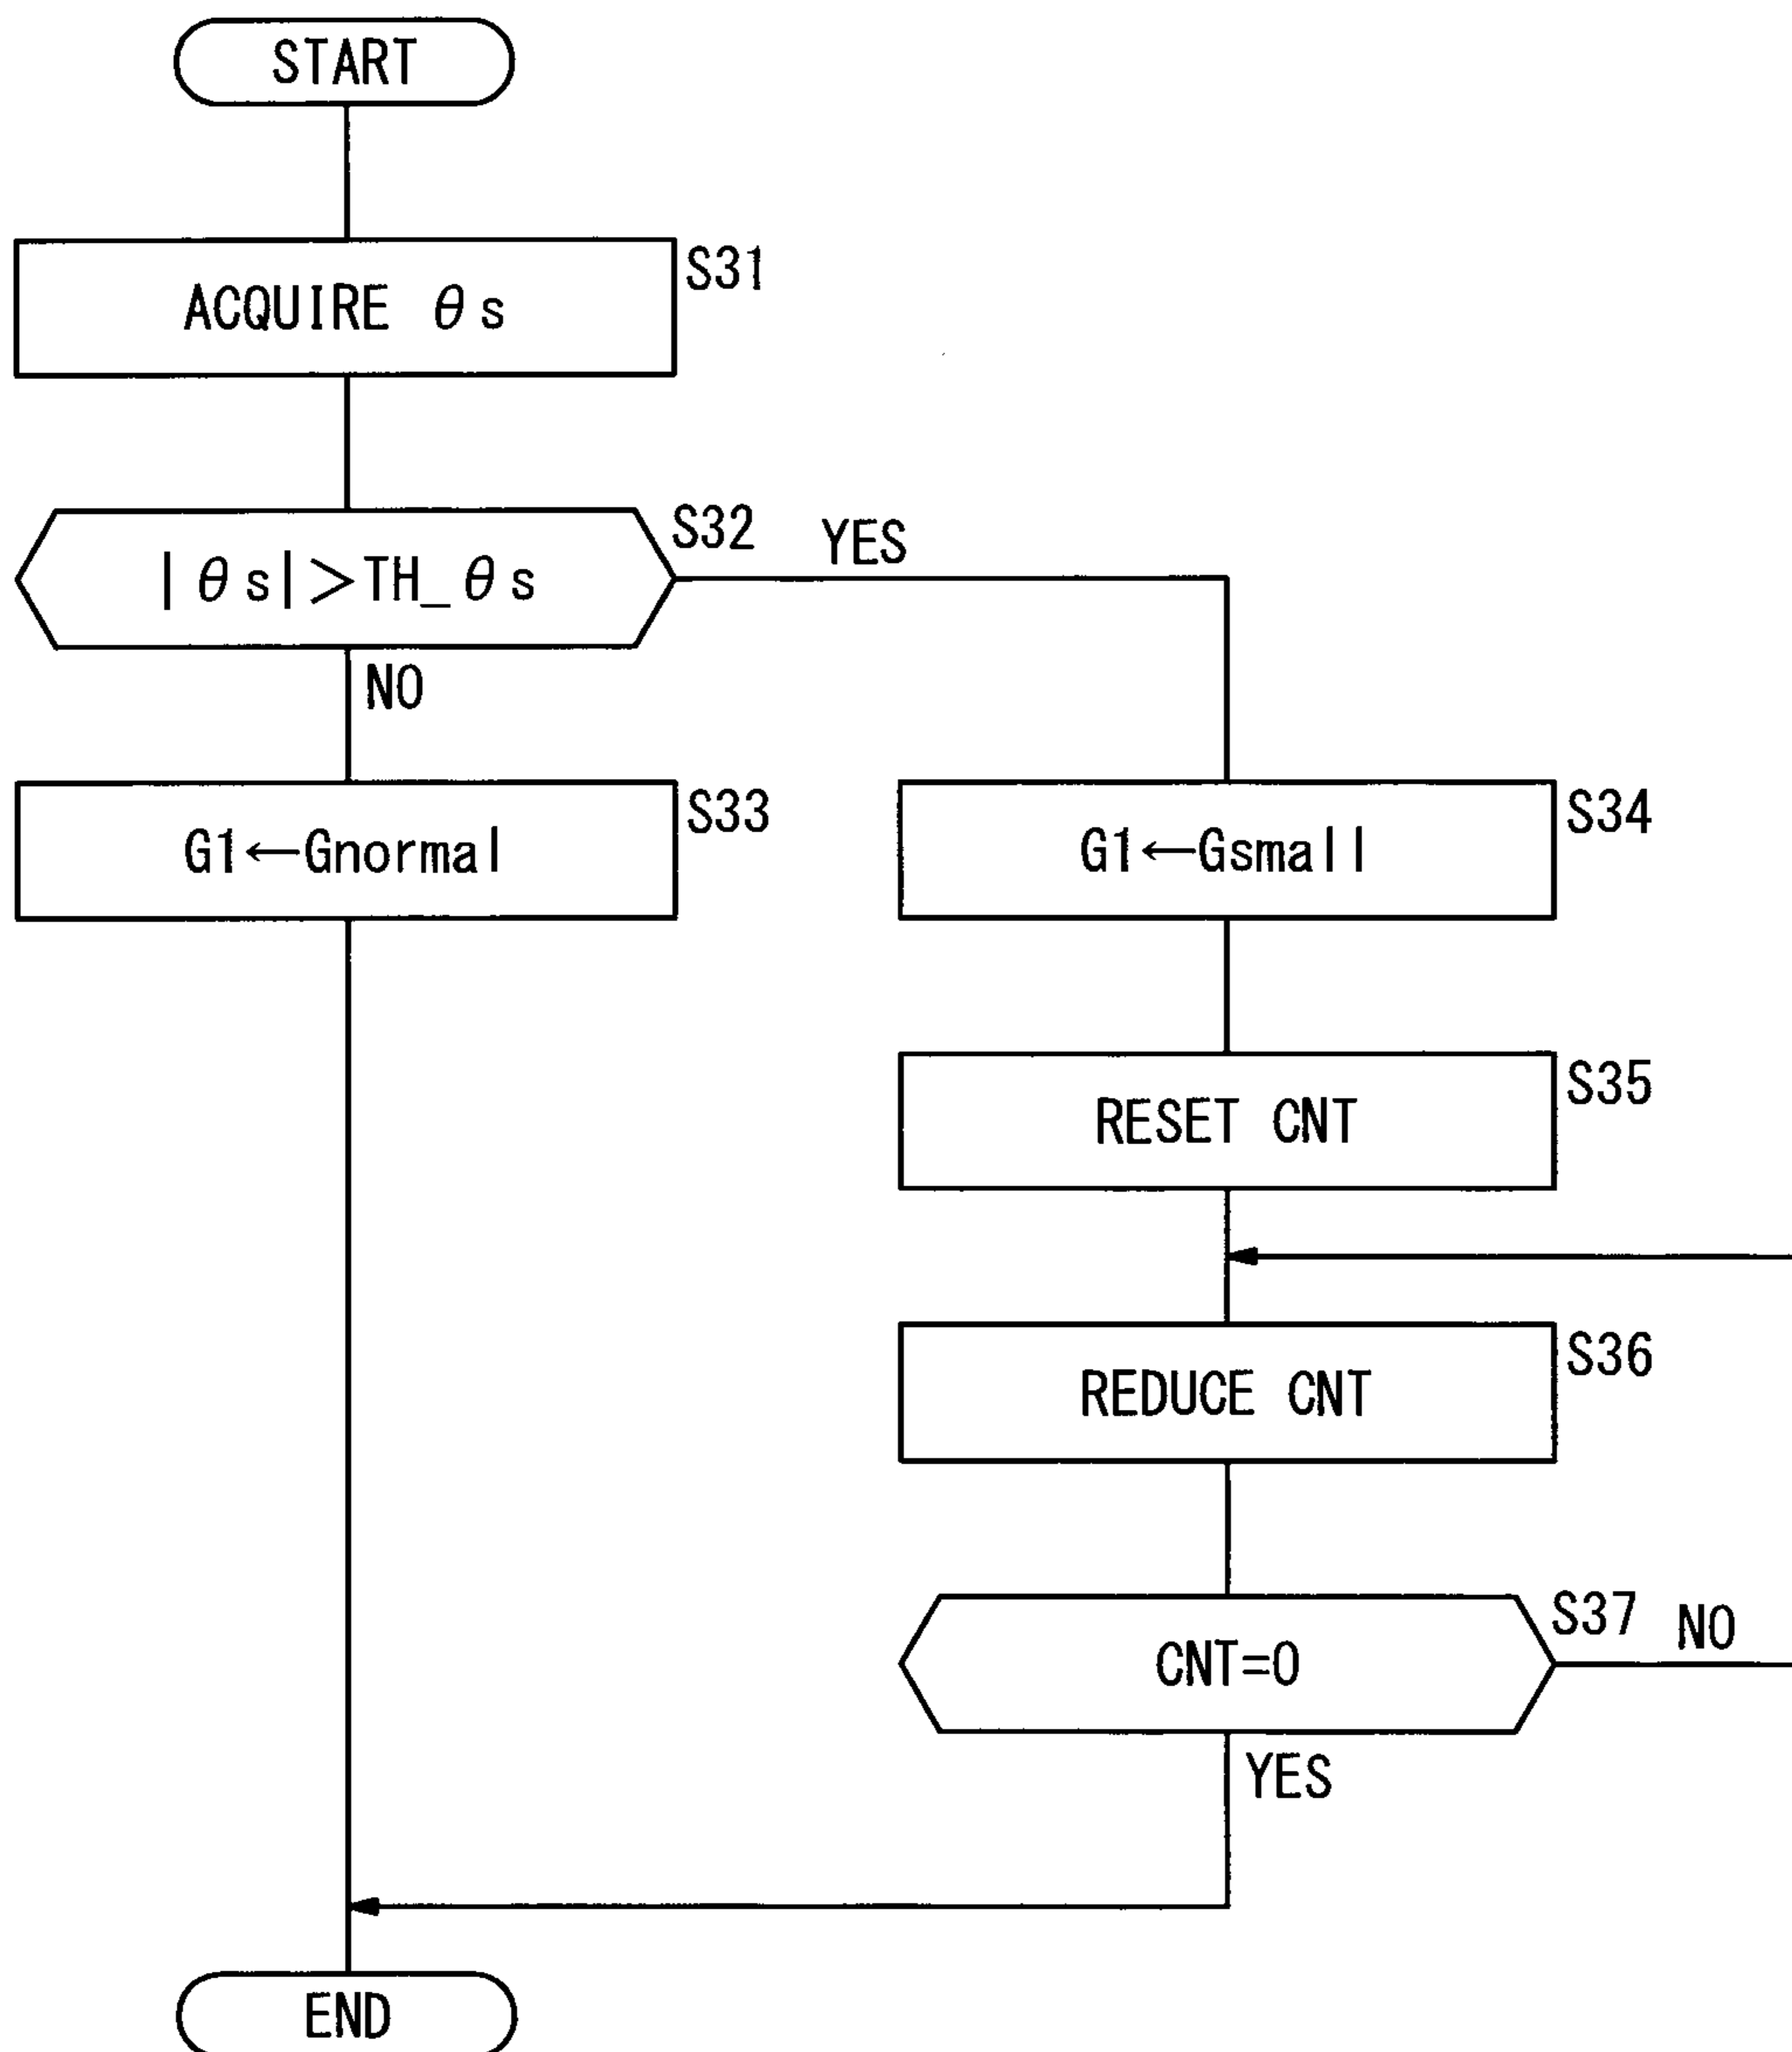 START
ACQUIRE θs
S31
|θs|>TH_θs
S32
YES
NO
G1←Gnormal
S33
G1←Gsmall
S34
RESET CNT
S35
REDUCE CNT
S36
CNT=0
S37
NO
YES
END